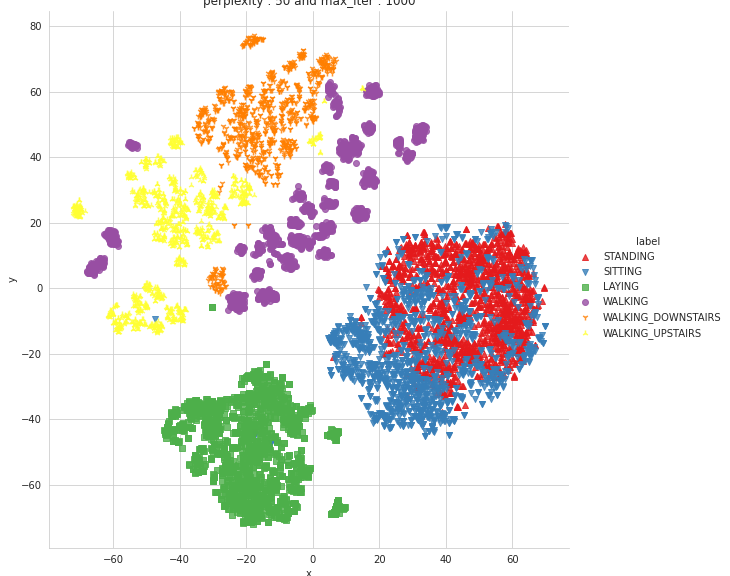 perplexity : 50 and max_iter : 1000
80
60
40
20
0
−20
−40
−60
y
−60
−40
−20
0
20
40
60
x
label
STANDING
SITTING
LAYING
WALKING
WALKING_DOWNSTAIRS
WALKING_UPSTAIRS